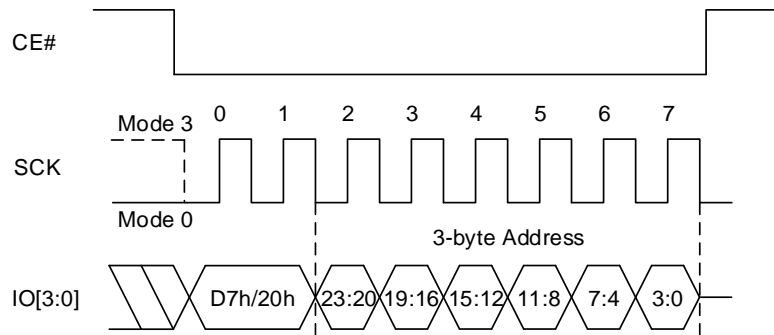 CE#
0 1 2 3 4 5 6 7
Mode 3
SCK
Mode 0
3-byte Address
IO[3:0]
D7h/20h 23:20 19:16 15:12 11:8 7:4 3:0